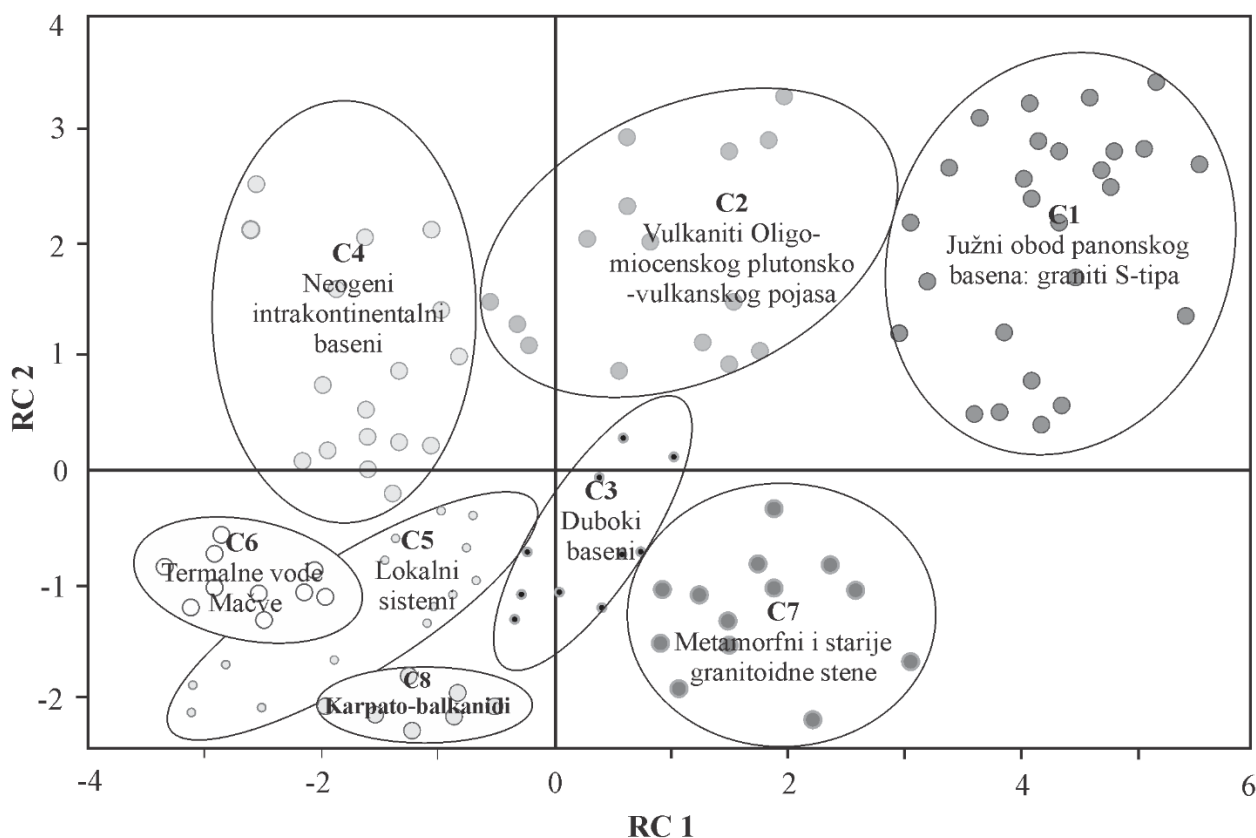 4
3
2
1
0
-1
-2
RC 2
C4
Neogeni
intrakontinentalni
baseni
C2
Vulkaniti Oligo-
miocenskog plutonsko
-vulkanskog pojasa
C1
Južni obod panonskog
basena: graniti S-tipa
C3
Duboki
baseni
C6
Termalne vode
Mačve
C5
Lokalni
sistemi
C7
Metamorfni i starije
granitoidne stene
C8
Karpato-balkanidi
-4
-2
0
2
4
6
RC 1